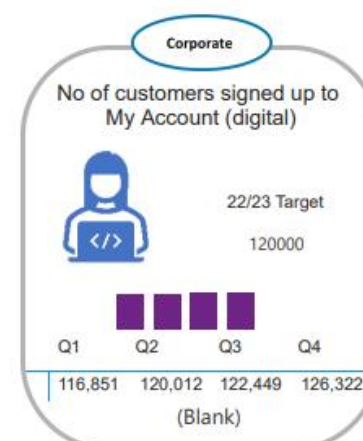 Corporate
No of customers signed up to
My Account (digital)
</>
22/23 Target
120000
Q1 Q2 Q3 Q4
116,851 120,012 122,449 126,322
(Blank)